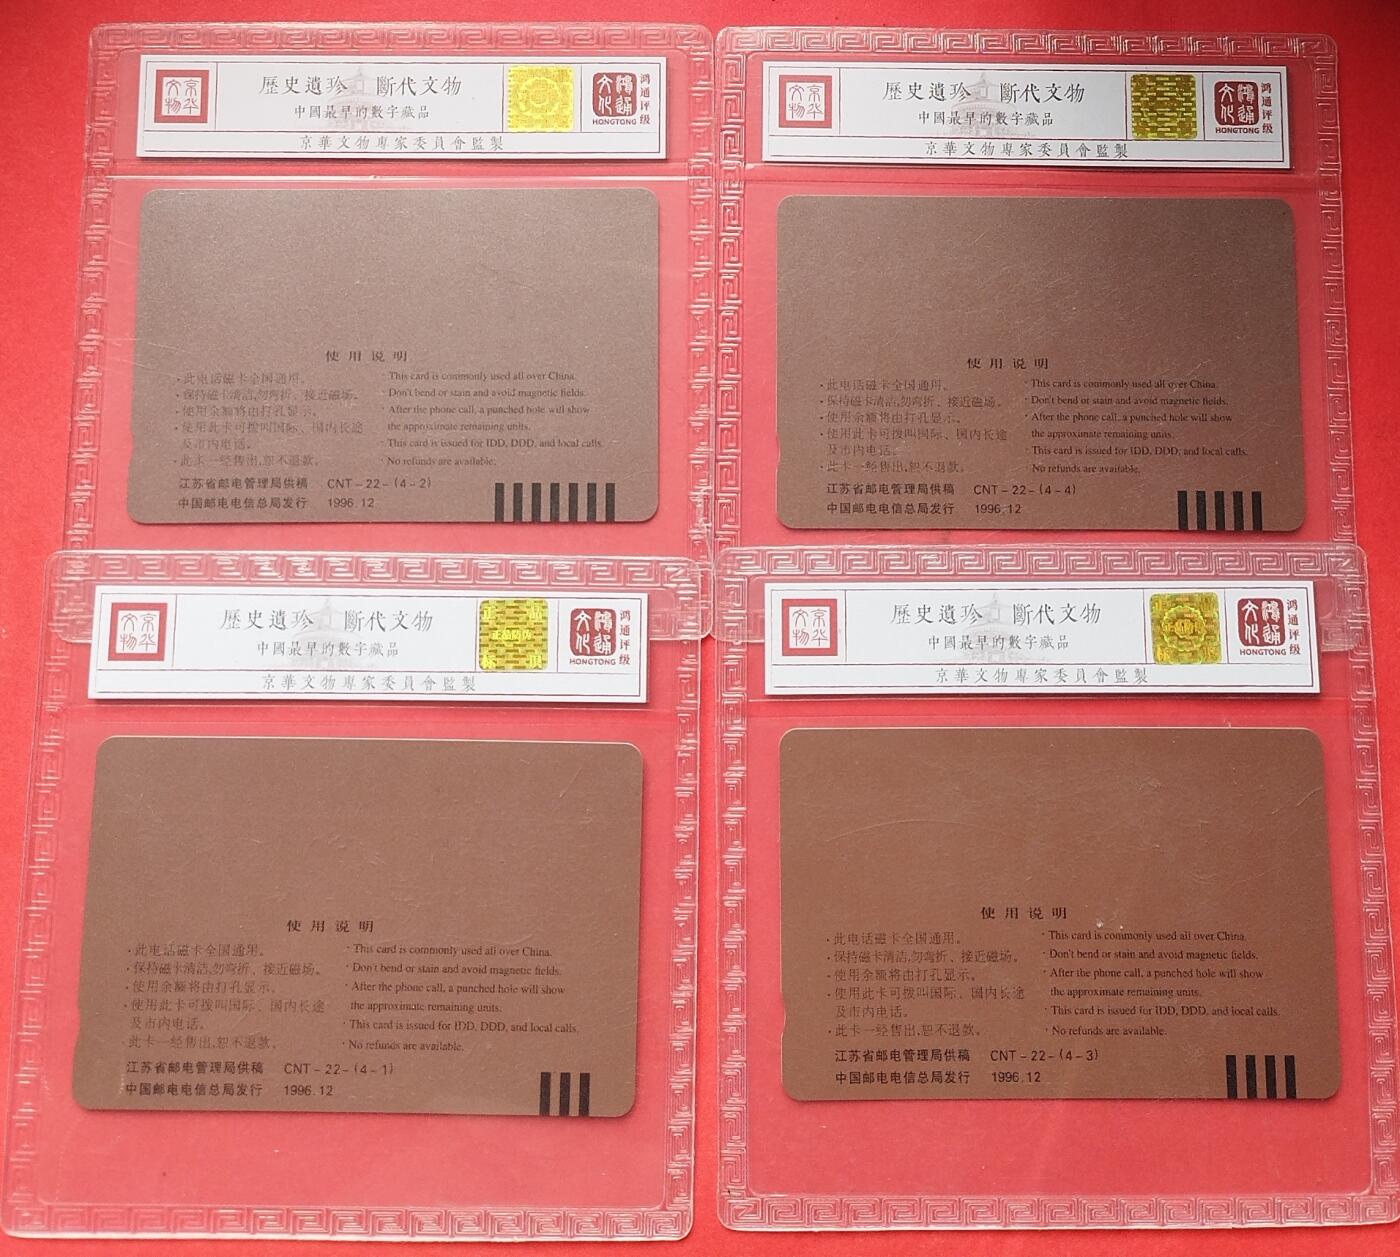 京华文物
歷史遺珍 斷代文物
中國最早的數字藏品
京華文物專家委員會監製
鴻通文化
HONGTONG
鸿通评级
使用说明
·此电话磁卡全国通用。
·保持磁卡清洁,勿弯折、接近磁场。
·使用余额将由打孔显示。
·使用此卡可拨叫国际、国内长途
及市内电话。
·此卡一经售出,恕不退款。
· This card is commonly used all over China.
· Don't bend or stain and avoid magnetic fields.
· After the phone call, a punched hole will show
the approximate remaining units.
· This card is issued for IDD, DDD, and local calls.
· No refunds are available.
江苏省邮电管理局供稿 CNT-22-(4-2)
中国邮电电信总局发行 1996.12
京华文物
歷史遺珍 斷代文物
中國最早的數字藏品
京華文物專家委員會監製
鴻通文化
HONGTONG
鸿通评级
使用说明
·此电话磁卡全国通用。
·保持磁卡清洁,勿弯折、接近磁场。
·使用余额将由打孔显示。
·使用此卡可拨叫国际、国内长途
及市内电话。
·此卡一经售出,恕不退款。
· This card is commonly used all over China.
· Don't bend or stain and avoid magnetic fields.
· After the phone call, a punched hole will show
the approximate remaining units.
· This card is issued for IDD, DDD, and local calls.
· No refunds are available.
江苏省邮电管理局供稿 CNT-22-(4-4)
中国邮电电信总局发行 1996.12
京华文物
歷史遺珍 斷代文物
中國最早的數字藏品
京華文物專家委員會監製
正品防伪
鴻通文化
HONGTONG
鸿通评级
使用说明
·此电话磁卡全国通用。
·保持磁卡清洁,勿弯折、接近磁场。
·使用余额将由打孔显示。
·使用此卡可拨叫国际、国内长途
及市内电话。
·此卡一经售出,恕不退款。
· This card is commonly used all over China.
· Don't bend or stain and avoid magnetic fields.
· After the phone call, a punched hole will show
the approximate remaining units.
· This card is issued for IDD, DDD, and local calls.
· No refunds are available.
江苏省邮电管理局供稿 CNT-22-(4-1)
中国邮电电信总局发行 1996.12
京华文物
歷史遺珍 斷代文物
中國最早的數字藏品
京華文物專家委員會監製
鴻通文化
HONGTONG
鸿通评级
使用说明
·此电话磁卡全国通用。
·保持磁卡清洁,勿弯折、接近磁场。
·使用余额将由打孔显示。
·使用此卡可拨叫国际、国内长途
及市内电话。
·此卡一经售出,恕不退款。
· This card is commonly used all over China.
· Don't bend or stain and avoid magnetic fields.
· After the phone call, a punched hole will show
the approximate remaining units.
· This card is issued for IDD, DDD, and local calls.
· No refunds are available.
江苏省邮电管理局供稿 CNT-22-(4-3)
中国邮电电信总局发行 1996.12